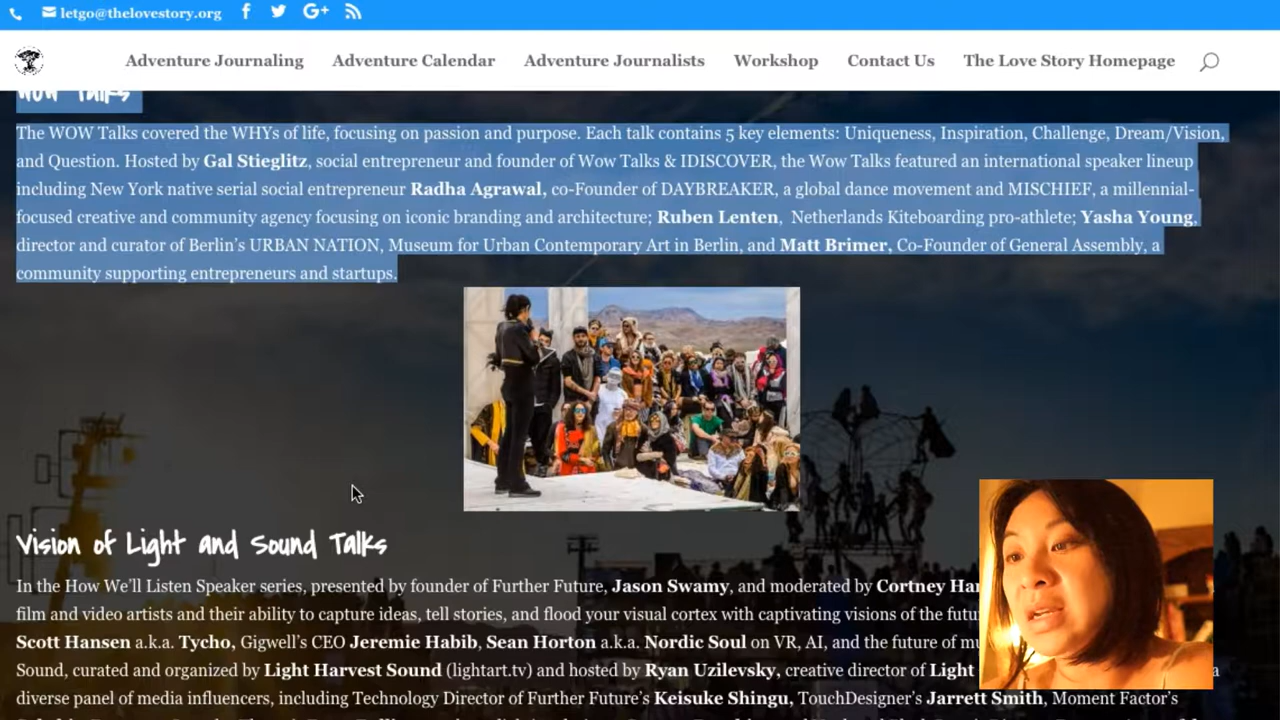 letgo@thelovestory.org
Adventure Journaling Adventure Calendar Adventure Journalists Workshop Contact Us The Love Story Homepage
WOW Talks
The WOW Talks covered the WHYs of life, focusing on passion and purpose. Each talk contains 5 key elements: Uniqueness, Inspiration, Challenge, Dream/Vision,
and Question. Hosted by Gal Stieglitz, social entrepreneur and founder of Wow Talks & IDISCOVER, the Wow Talks featured an international speaker lineup
including New York native serial social entrepreneur Radha Agrawal, co-Founder of DAYBREAKER, a global dance movement and MISCHIEF, a millennial-
focused creative and community agency focusing on iconic branding and architecture; Ruben Lenten, Netherlands Kiteboarding pro-athlete; Yasha Young,
director and curator of Berlin's URBAN NATION, Museum for Urban Contemporary Art in Berlin, and Matt Brimer, Co-Founder of General Assembly, a
community supporting entrepreneurs and startups.
Vision of Light and Sound Talks
In the How We'll Listen Speaker series, presented by founder of Further Future, Jason Swamy, and moderated by Cortney
film and video artists and their ability to capture ideas, tell stories, and flood your visual cortex with captivating visions of the
Scott Hansen a.k.a. Tycho, Gigwell's CEO Jeremie Habib, Sean Horton a.k.a. Nordic Soul on VR, AI, and the future of
Sound, curated and organized by Light Harvest Sound (lightart.tv) and hosted by Ryan Uzilevsky, creative director of Light
diverse panel of media influencers, including Technology Director of Further Future's Keisuke Shingu, TouchDesigner's Jarrett Smith, Moment Factor's